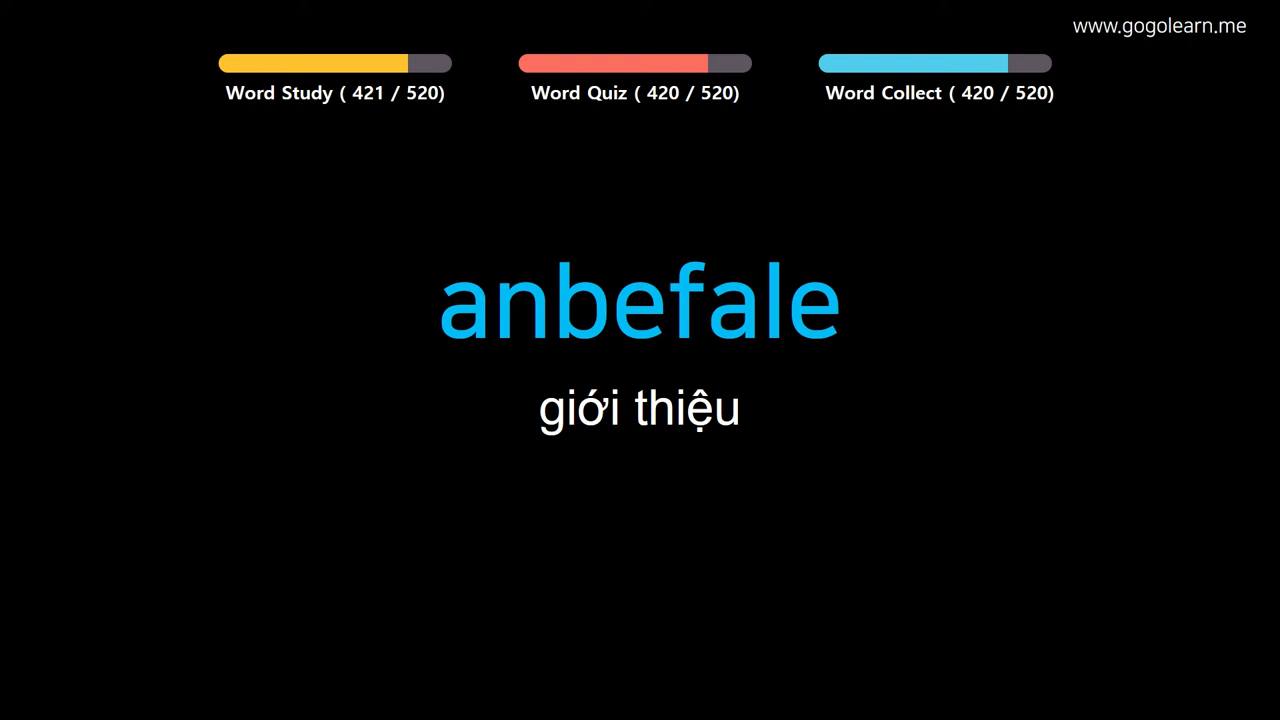 www.gogolearn.me
Word Study ( 421 / 520)
Word Quiz ( 420 / 520)
Word Collect ( 420 / 520)
anbefale
giới thiệu